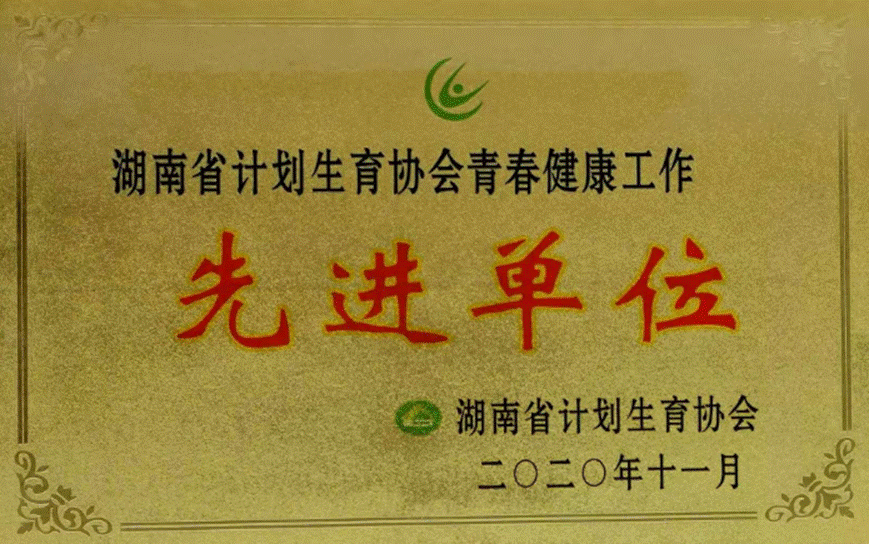 湖南省计划生育协会青春健康工作
先进单位
湖南省计划生育协会
二〇二〇年十一月